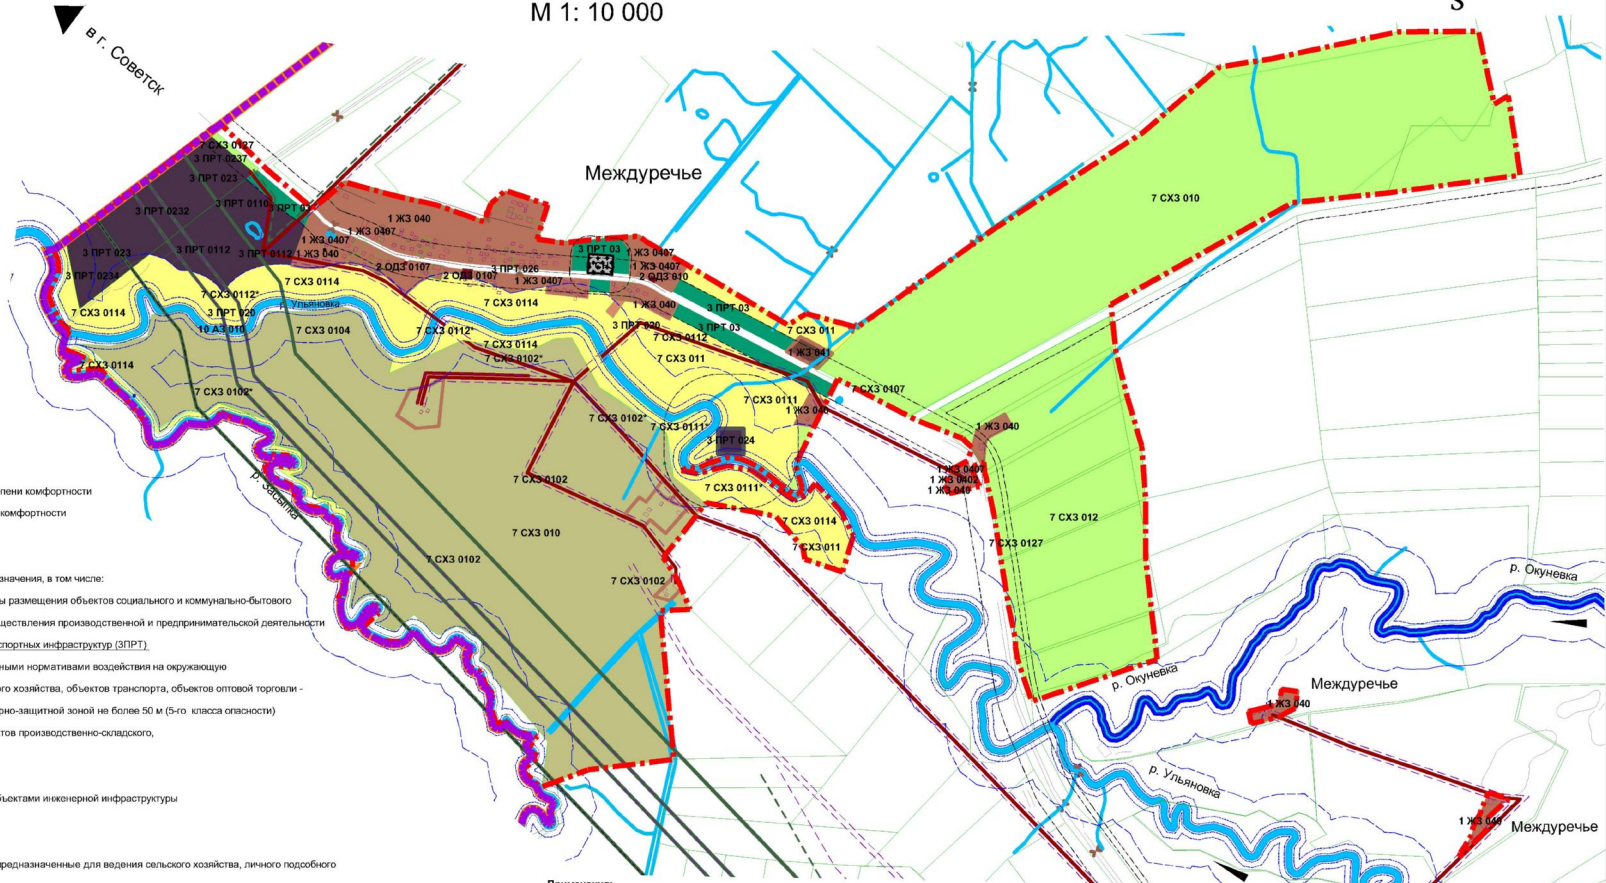 М 1: 10 000
S
в г. Советск
Междуречье
7 СХЗ 0127
3 ПРТ 0237
3 ПРТ 023
3 ПРТ 0232
3 ПРТ 0110
3 ПРТ 03
3 ПРТ 023
3 ПРТ 0112
3 ПРТ 0112
3 ПРТ 0234
1 ЖЗ 040
1 ЖЗ 0407
1 ЖЗ 0407
1 ЖЗ 040
2 ОДЗ 0107
2 ОДЗ 0107
3 ПРТ 026
1 ЖЗ 0407
3 ПРТ 03
1 ЖЗ 0407
1 ЖЗ 0407
2 ОДЗ 010
1 ЖЗ 040
3 ПРТ 03
3 ПРТ 03
7 СХЗ 010
7 СХЗ 0114
7 СХЗ 0112*
7 СХЗ 0114
3 ПРТ 020
10 АЗ 010
р. Ульяновка
7 СХЗ 0104
7 СХЗ 0114
7 СХЗ 0112*
7 СХЗ 0114
7 СХЗ 0102*
3 ПРТ 020
7 СХЗ 0112
7 СХЗ 011
7 СХЗ 011
1 ЖЗ 041
7 СХЗ 0107
7 СХЗ 0114
7 СХЗ 0102*
7 СХЗ 0111
1 ЖЗ 040
7 СХЗ 0102*
7 СХЗ 0111*
3 ПРТ 024
1 ЖЗ 040
р. Засыпка
7 СХЗ 0102
7 СХЗ 0111*
1 ЖЗ 0407
1 ЖЗ 0402
1 ЖЗ 040
7 СХЗ 0114
7 СХЗ 012
7 СХЗ 010
7 СХЗ 011
7 СХЗ 0127
7 СХЗ 0102
7 СХЗ 0102
р. Окуневка
р. Окуневка
Междуречье
1 ЖЗ 040
р. Ульяновка
1 ЖЗ 040
Междуречье
пени комфортности
комфортности
значения, в том числе:
ы размещения объектов социального и коммунально-бытового
ществления производственной и предпринимательской деятельности
спортных инфраструктур (ЗПРТ)
ными нормативами воздействия на окружающую
го хозяйства, объектов транспорта, объектов оптовой торговли -
рно-защитной зоной не более 50 м (5-го класса опасности)
тов производственно-складского,
бъектами инженерной инфраструктуры
предназначенные для ведения сельского хозяйства, личного подсобного